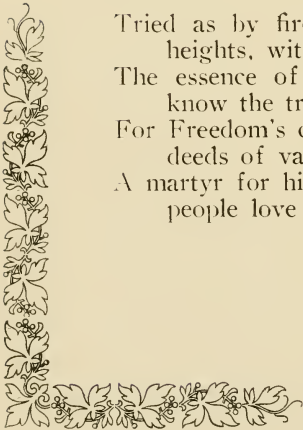 Tried as by fir
heights, wit
The essence of
know the tr
For Freedom's c
deeds of va
A martyr for hi
people love